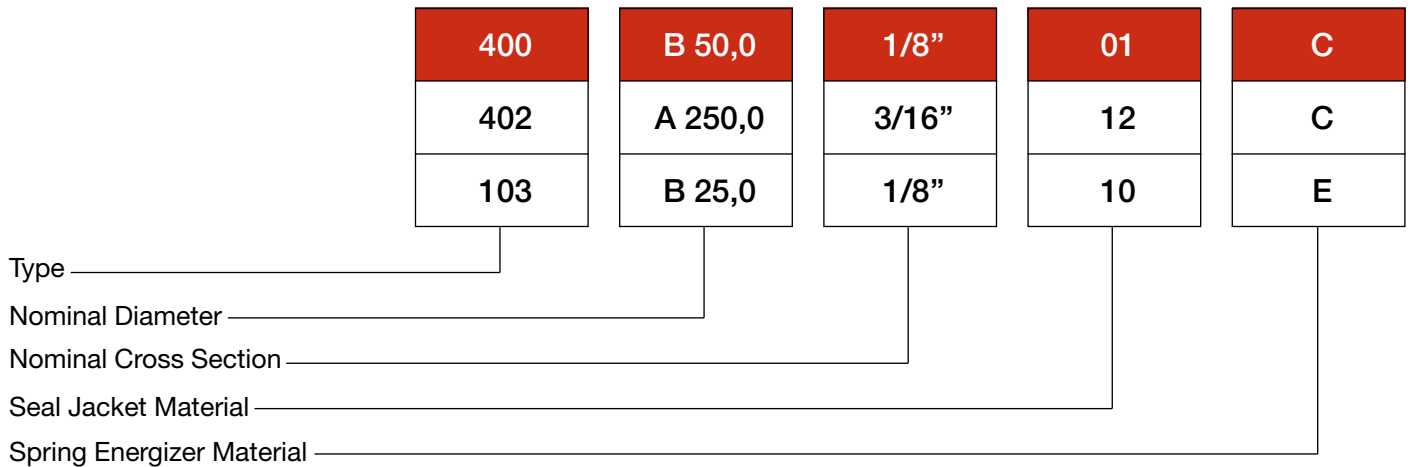 400 B 50,0 1/8” 01 C
402 A 250,0 3/16” 12 C
103 B 25,0 1/8” 10 E
Type
Nominal Diameter
Nominal Cross Section
Seal Jacket Material
Spring Energizer Material